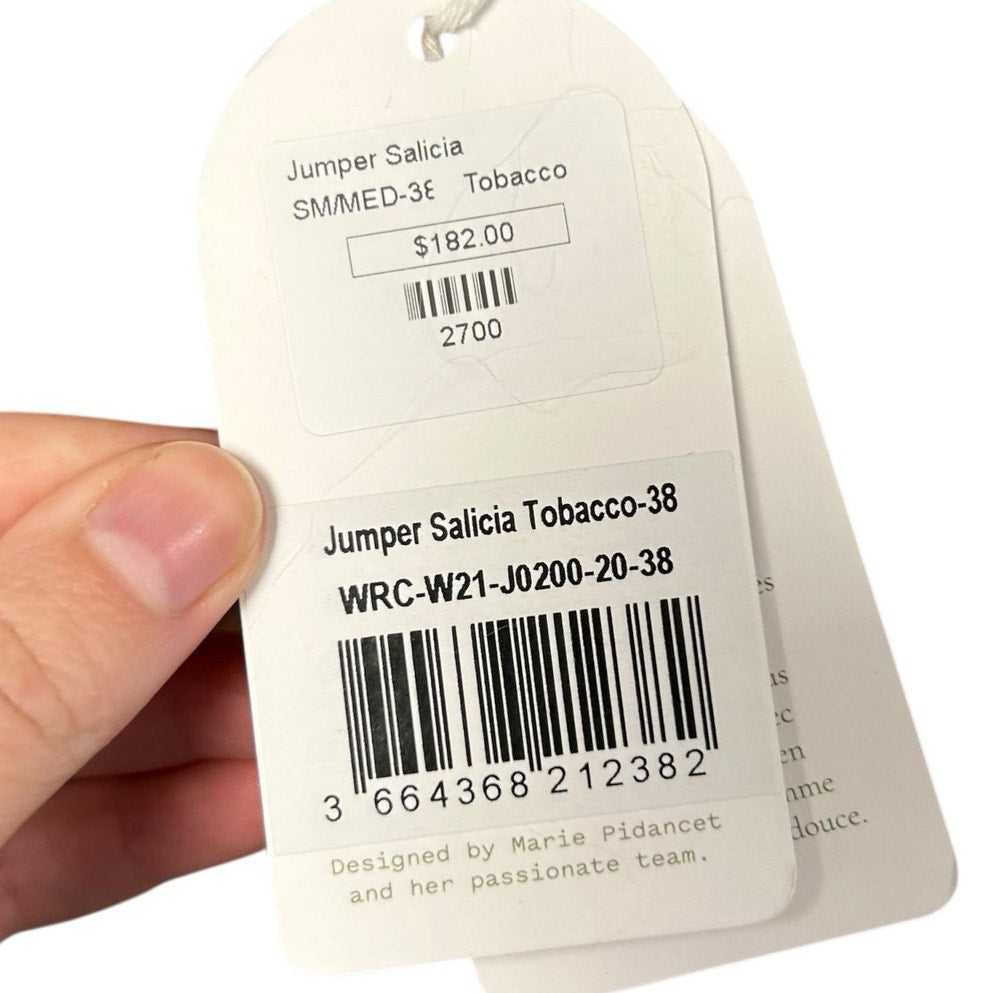 Jumper Salicia
SM/MED-38 Tobacco
$182.00
2700
Jumper Salicia Tobacco-38
WRC-W21-J0200-20-38
3 664368 212382
Designed by Marie Pidancet
and her passionate team.
douce.